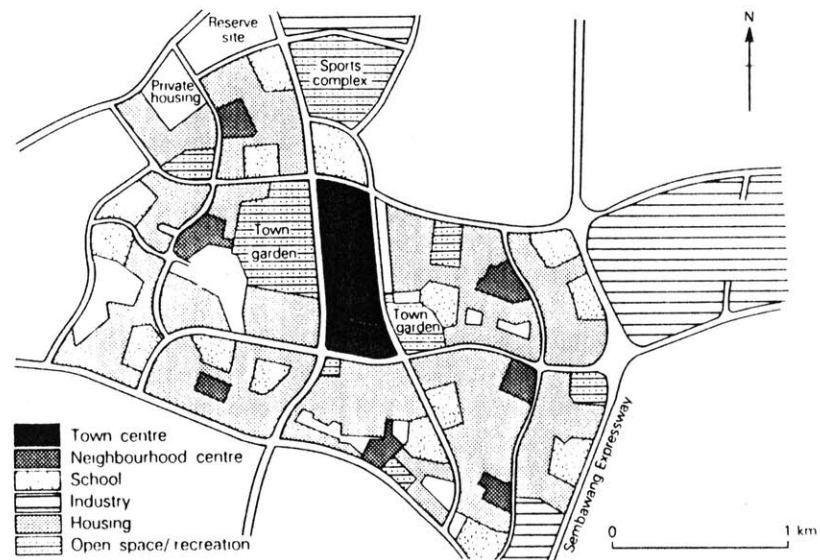 Reserve
site
N
Sports
complex
Private
housing
Town
garden
Town
garden
Town centre
Neighbourhood centre
School
Industry
Housing
Open space/ recreation
Sembawang Expressway
0 1 km